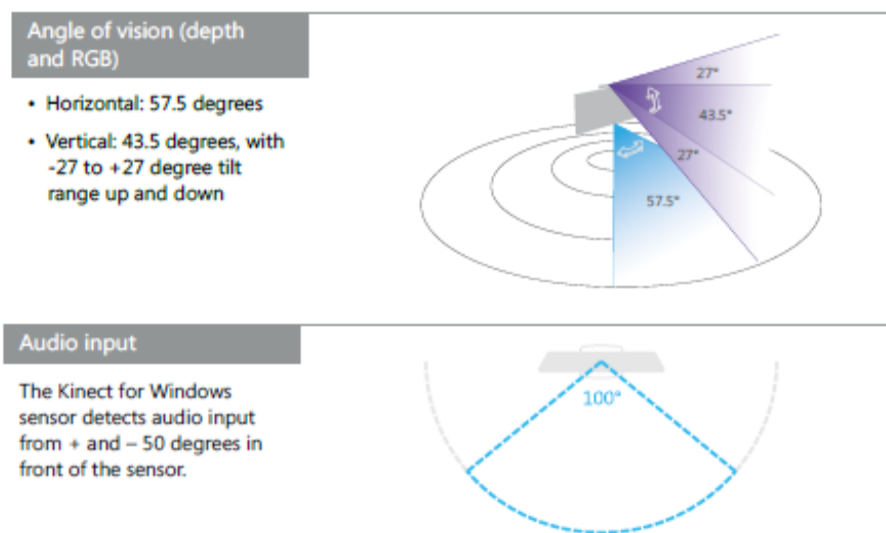 Angle of vision (depth
and RGB)
• Horizontal: 57.5 degrees
• Vertical: 43.5 degrees, with
-27 to +27 degree tilt
range up and down
27°
43.5°
27°
57.5°
Audio input
The Kinect for Windows
sensor detects audio input
from + and – 50 degrees in
front of the sensor.
100°